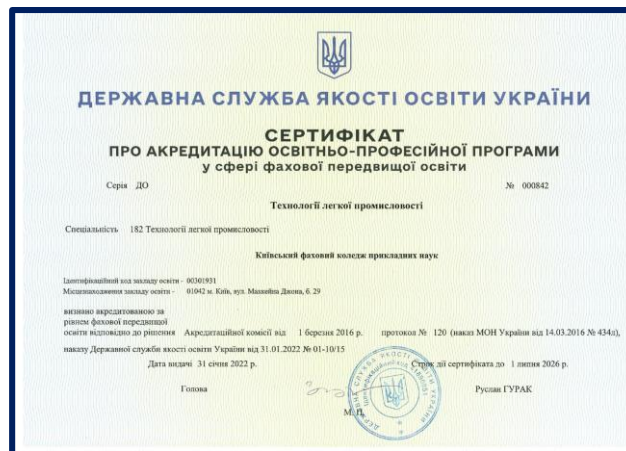 ДЕРЖАВНА СЛУЖБА ЯКОСТІ ОСВІТИ УКРАЇНИ
СЕРТИФІКАТ
ПРО АКРЕДИТАЦІЮ ОСВІТНЬО-ПРОФЕСІЙНОЇ ПРОГРАМИ
у сфері фахової передвищої освіти
Серія ДО № 000842
Технології легкої промисловості
Спеціальність 182 Технології легкої промисловості
Київський фаховий коледж прикладних наук
Ідентифікаційний код закладу освіти - 00301931
Місцезнаходження закладу освіти - 01042 м. Київ, вул. Маккейна Джона, б. 29
визнано акредитованою за
рівнем фахової передвищої
освіти відповідно до рішення Акредитаційної комісії від 1 березня 2016 р. протокол № 120 (наказ МОН України від 14.03.2016 № 434л),
наказу Державної служби якості освіти України від 31.01.2022 № 01-10/15
Дата видачі 31 січня 2022 р. Строк дії сертифіката до 1 липня 2026 р.
Голова Руслан ГУРАК
М. П.